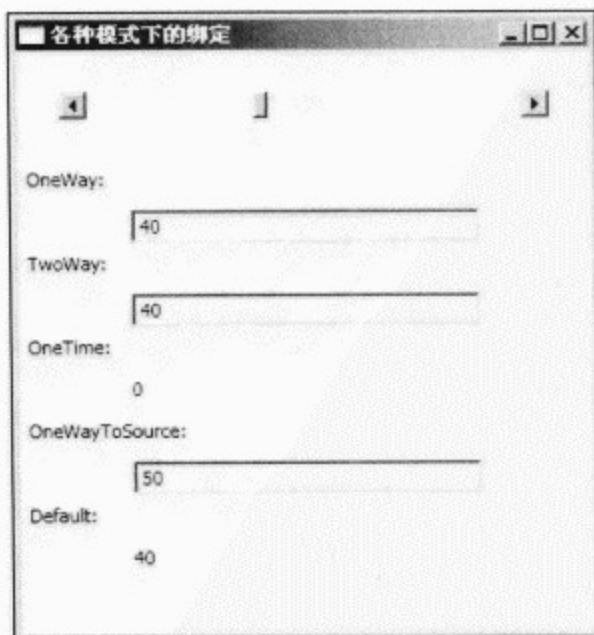 各种模式下的绑定
OneWay:
40
TwoWay:
40
OneTime:
0
OneWayToSource:
50
Default:
40